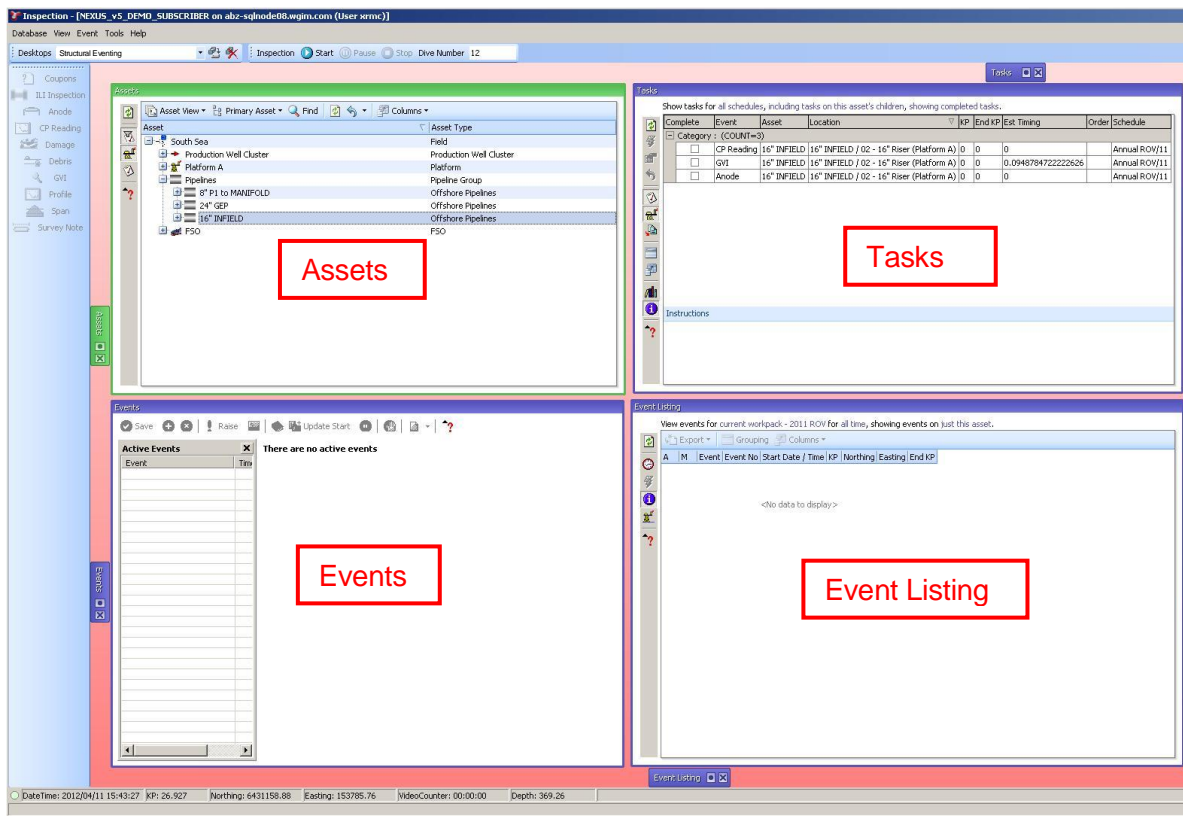 Inspection - [NEXUS_v5_DEMO_SUBSCRIBER on abz-sqlnode08.wgim.com (User xrmc)]
Database View Event Tools Help
Desktops Structural Eventing Inspection Start Pause Stop Dive Number 12
Coupons
ILI Inspection
Anode
CP Reading
Damage
Debris
GVI
Profile
Span
Survey Note
Assets
Events
Tasks
Assets
Asset View Primary Asset Find Columns
Asset Asset Type
South Sea Field
Production Well Cluster Production Well Cluster
Platform A Platform
Pipelines Pipeline Group
8" P1 to MANIFOLD Offshore Pipelines
24" GEP Offshore Pipelines
16" INFIELD Offshore Pipelines
FSO FSO
Assets
Tasks
Show tasks for all schedules, including tasks on this asset's children, showing completed tasks.
Complete Event Asset Location KP End KP Est Timing Order Schedule
Category : (COUNT=3)
CP Reading 16" INFIELD 16" INFIELD / 02 - 16" Riser (Platform A) 0 0 0 Annual ROV/11
GVI 16" INFIELD 16" INFIELD / 02 - 16" Riser (Platform A) 0 0 0.0948784722222626 Annual ROV/11
Anode 16" INFIELD 16" INFIELD / 02 - 16" Riser (Platform A) 0 0 0 Annual ROV/11
Tasks
Instructions
Events
Save Raise Update Start
Active Events X There are no active events
Event Time
Events
Event Listing
View events for current workpack - 2011 ROV for all time, showing events on just this asset.
Export Grouping Columns
A M Event Event No Start Date / Time KP Northing Easting End KP
<No data to display>
Event Listing
Event Listing
DateTime: 2012/04/11 15:43:27 KP: 26.927 Northing: 6431158.88 Easting: 153785.76 VideoCounter: 00:00:00 Depth: 369.26